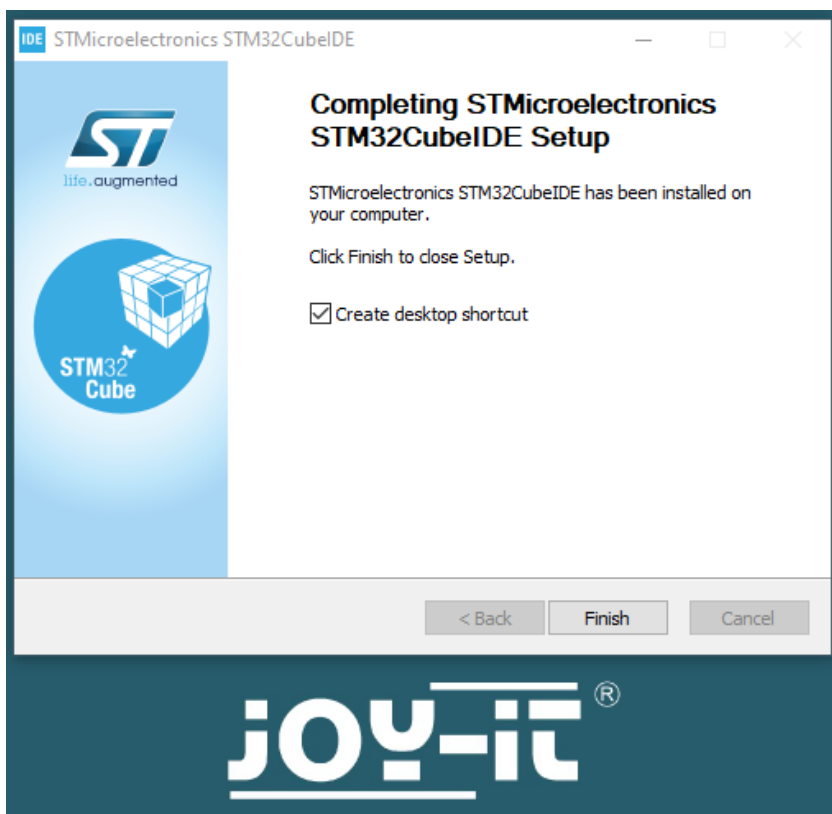 IDE STMicroelectronics STM32CubeIDE
ST
life.augmented
STM32
Cube
Completing STMicroelectronics
STM32CubeIDE Setup
STMicroelectronics STM32CubeIDE has been installed on
your computer.
Click Finish to close Setup.
Create desktop shortcut
< Back Finish Cancel
joy-it ®